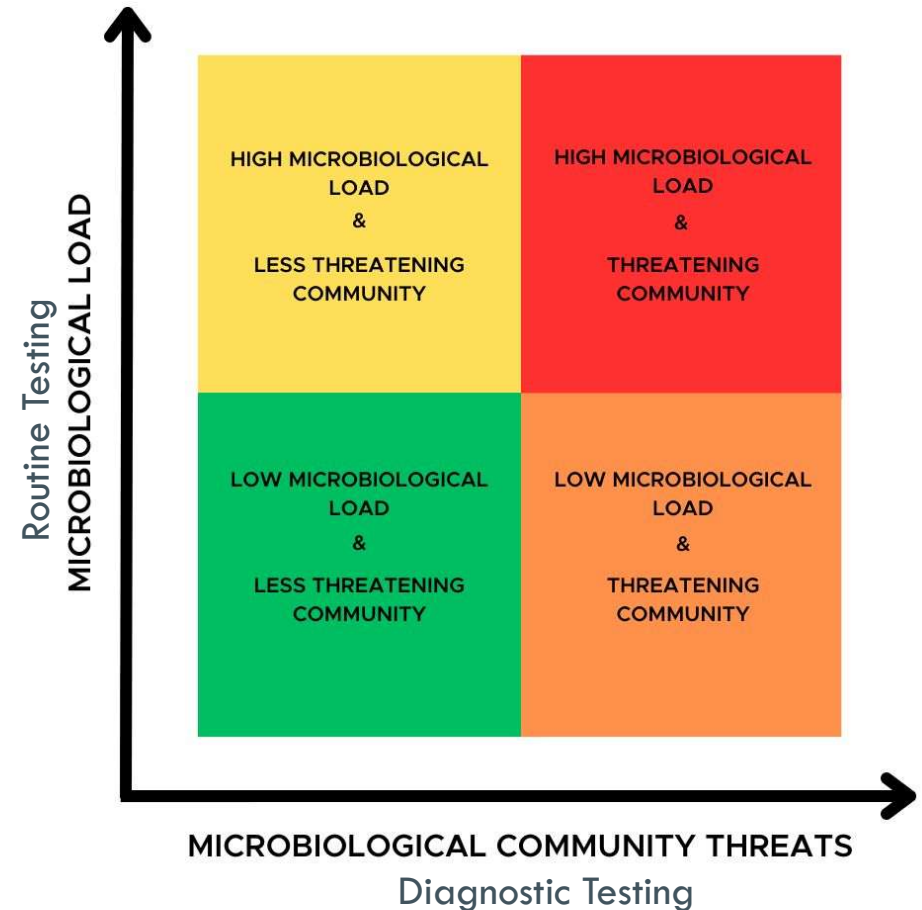 HIGH MICROBIOLOGICAL
LOAD
&
LESS THREATENING
COMMUNITY
HIGH MICROBIOLOGICAL
LOAD
&
THREATENING
COMMUNITY
Routine Testing
MICROBIOLOGICAL LOAD
LOW MICROBIOLOGICAL
LOAD
&
LESS THREATENING
COMMUNITY
LOW MICROBIOLOGICAL
LOAD
&
THREATENING
COMMUNITY
MICROBIOLOGICAL COMMUNITY THREATS
Diagnostic Testing